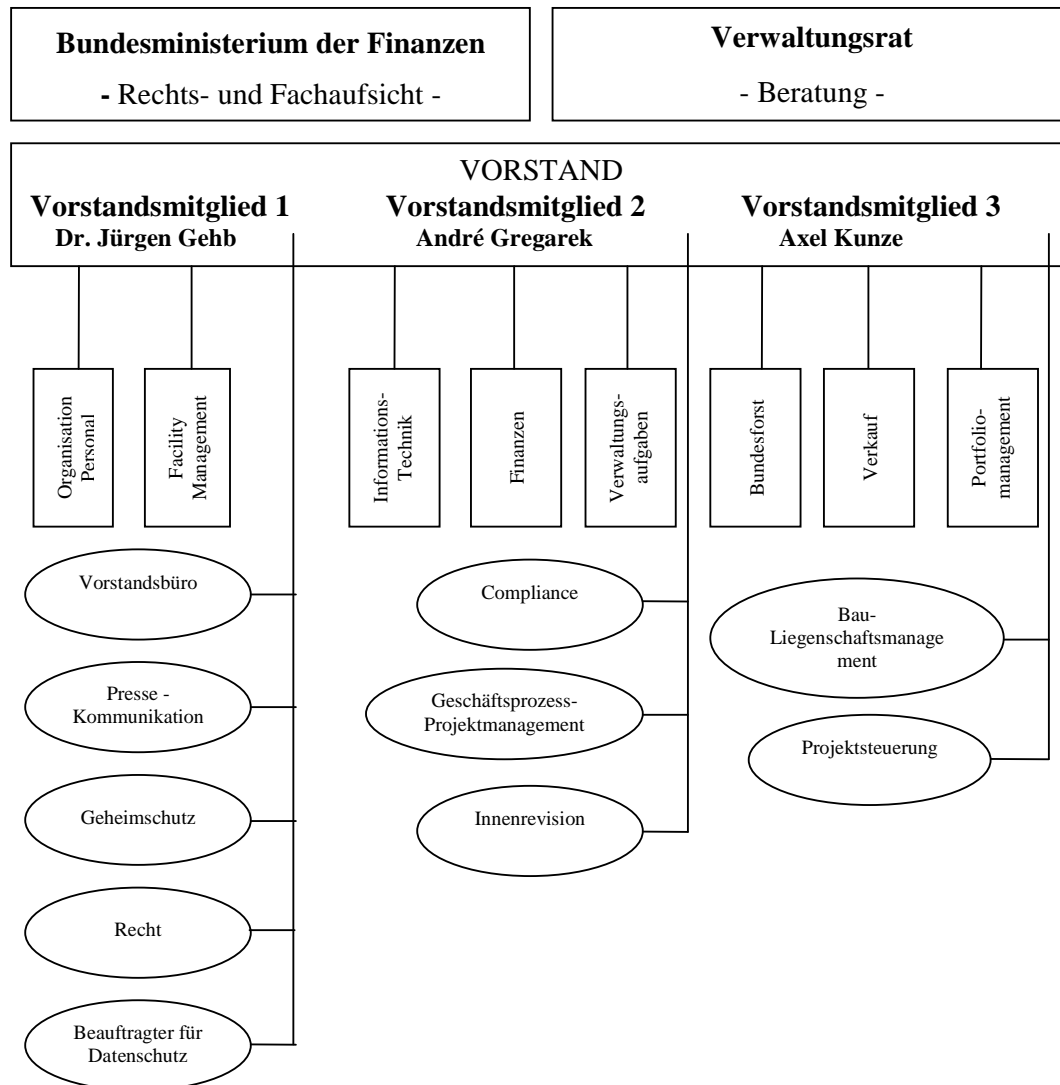 Bundesministerium der Finanzen
- Rechts- und Fachaufsicht -
Verwaltungsrat
- Beratung -
VORSTAND
Vorstandsmitglied 1
Dr. Jürgen Gehb
Vorstandsmitglied 2
André Gregarek
Vorstandsmitglied 3
Axel Kunze
Organisation
Personal
Facility
Management
Informations-
Technik
Finanzen
Verwaltungs-
aufgaben
Bundesforst
Verkauf
Portfolio-
management
Vorstandsbüro
Presse -
Kommunikation
Geheimschutz
Recht
Beauftragter für
Datenschutz
Compliance
Geschäftsprozess-
Projektmanagement
Innenrevision
Bau-
Liegenschaftsmanage
ment
Projektsteuerung